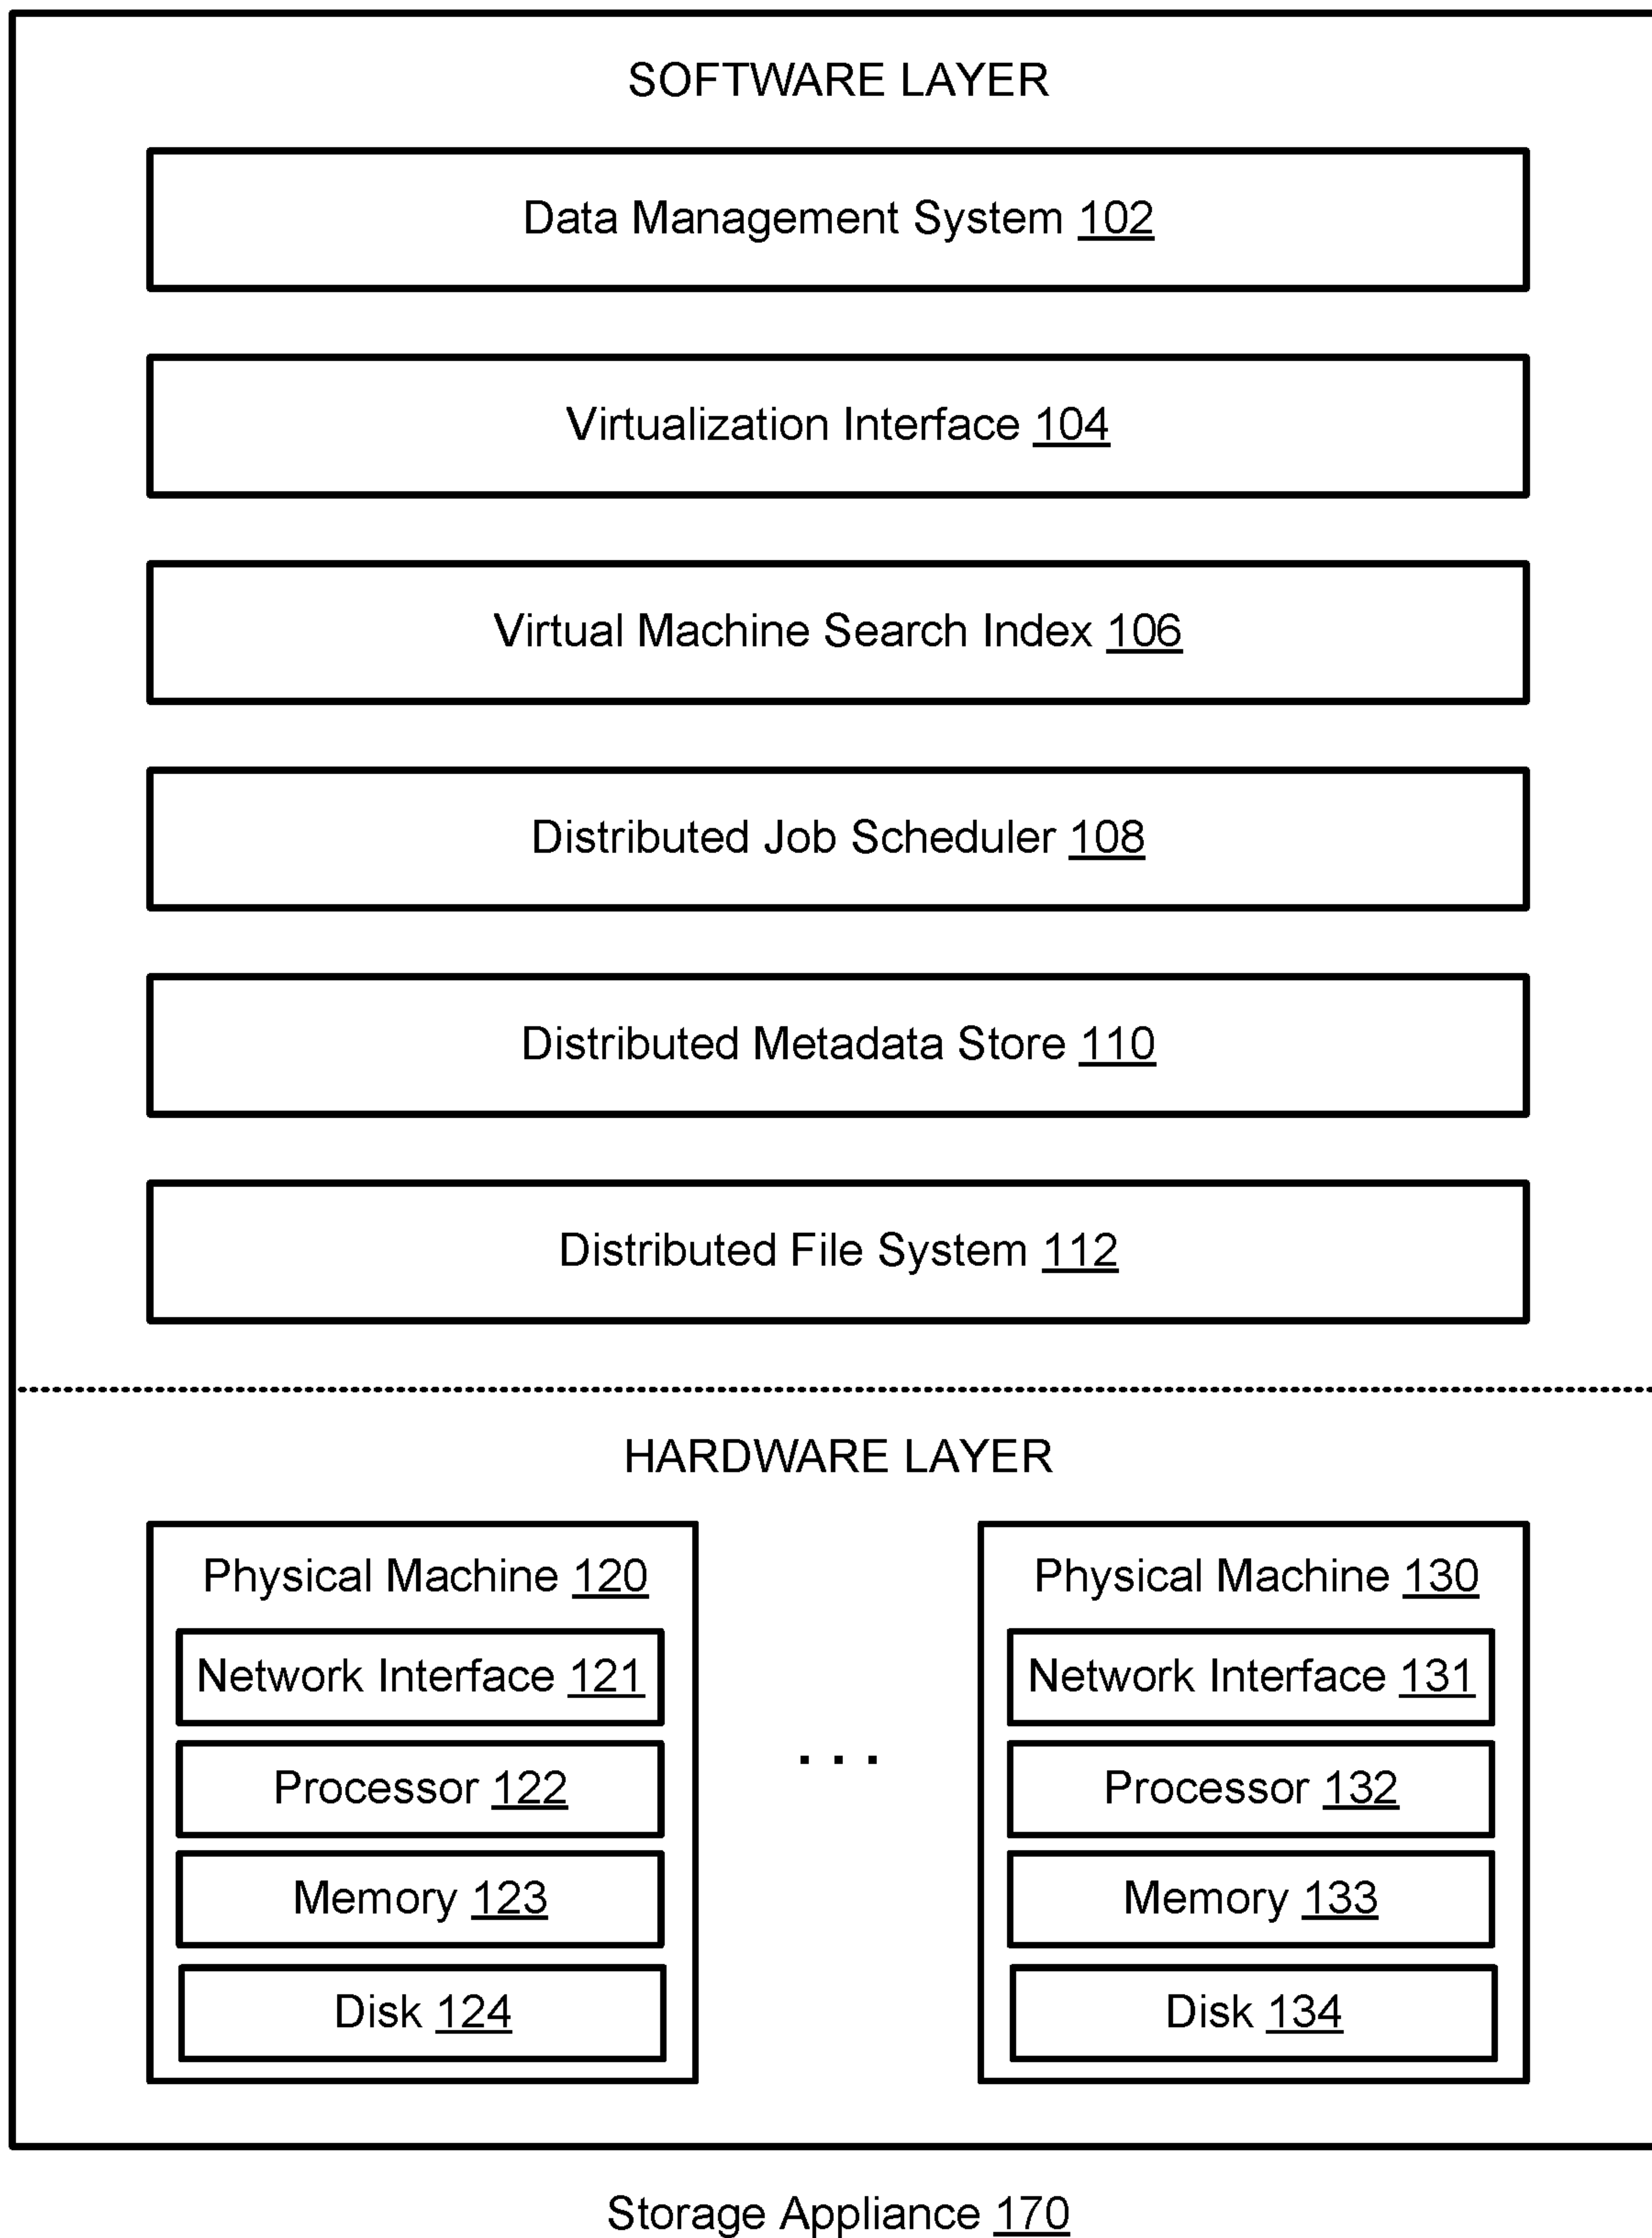 SOFTWARE LAYER
Data Management System 102
Virtualization Interface 104
Virtual Machine Search Index 106
Distributed Job Scheduler 108
Distributed Metadata Store 110
Distributed File System 112
HARDWARE LAYER
Physical Machine 120
Network Interface 121
Processor 122
Memory 123
Disk 124
. . .
Physical Machine 130
Network Interface 131
Processor 132
Memory 133
Disk 134
Storage Appliance 170